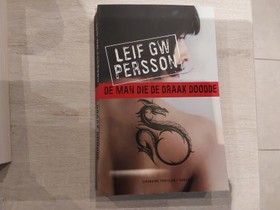 LEIF GW
PERSSON
DE MAN DIE DE DRAAK DOODDE